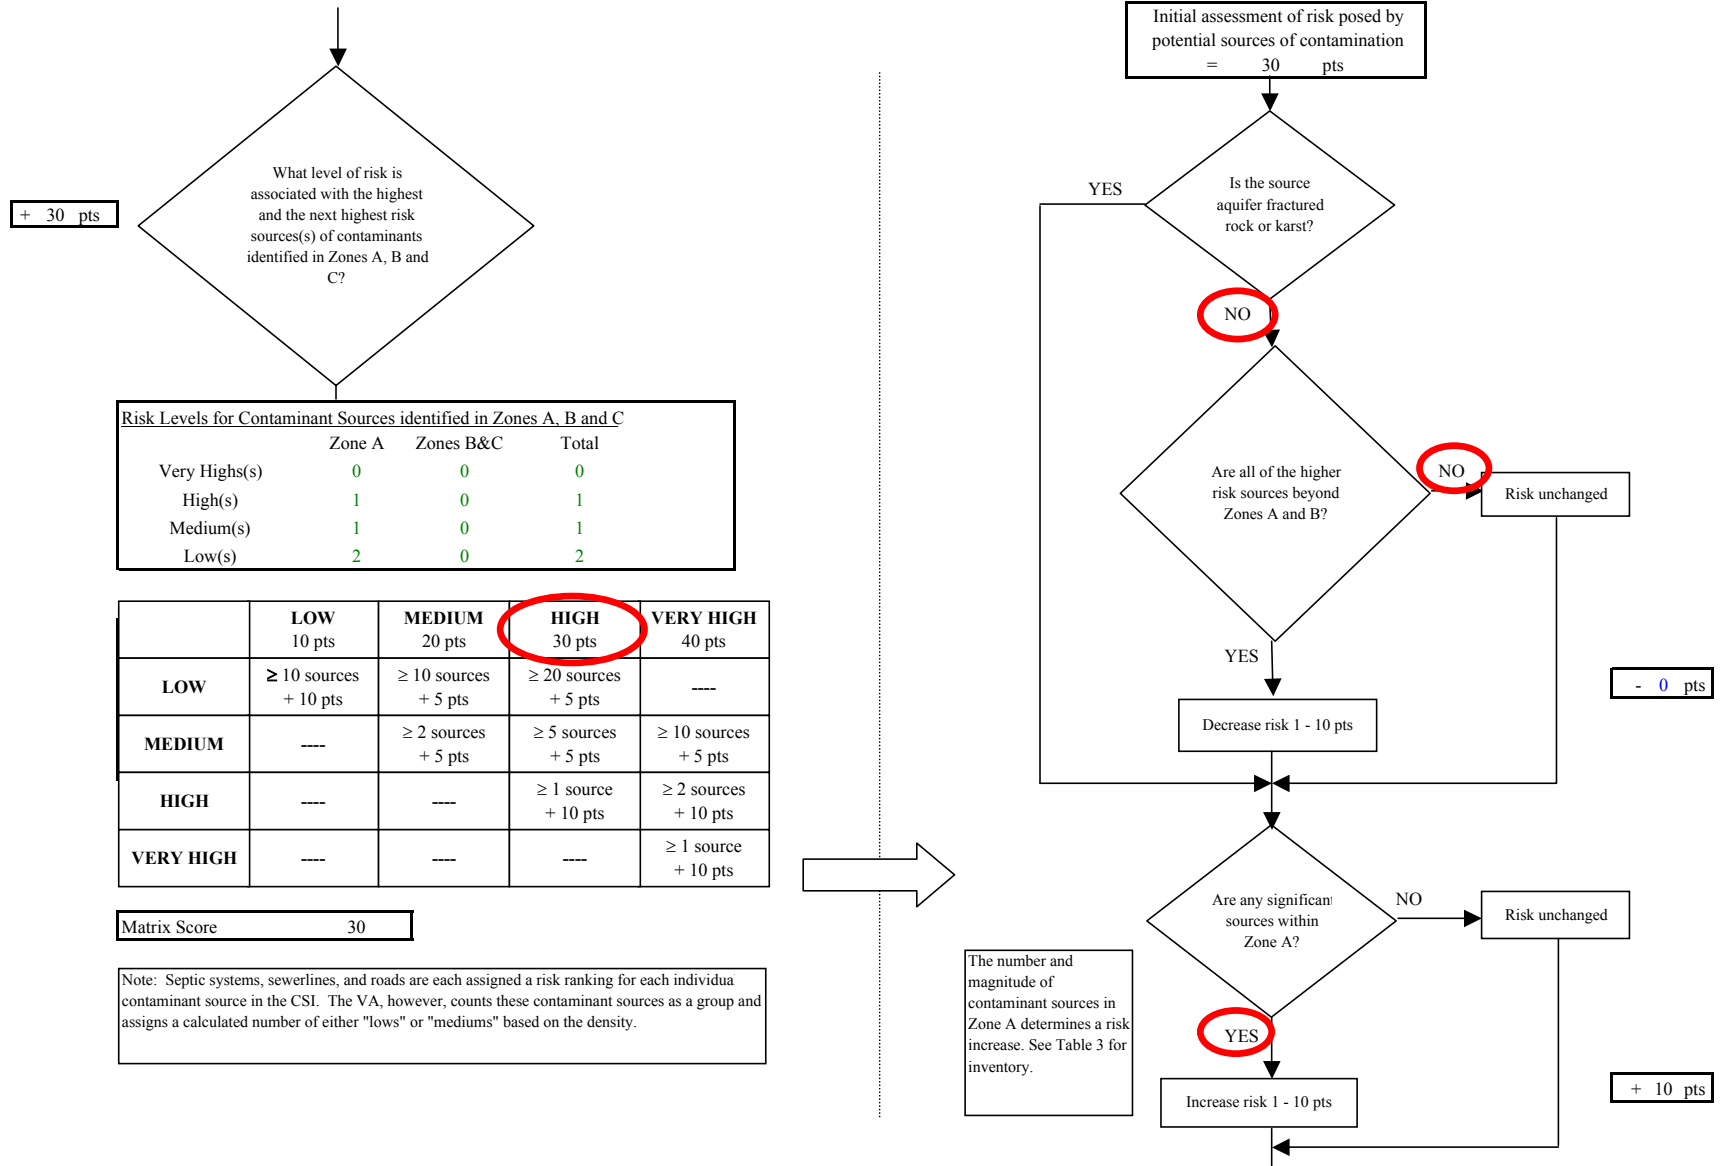 What level of risk is
associated with the highest
and the next highest risk
sources(s) of contaminants
identified in Zones A, B and
C?
+ 30 pts
Risk Levels for Contaminant Sources identified in Zones A, B and C
Zone A Zones B&C Total
Very Highs(s) 0 0 0
High(s) 1 0 1
Medium(s) 1 0 1
Low(s) 2 0 2
LOW MEDIUM HIGH VERY HIGH
10 pts 20 pts 30 pts 40 pts
LOW ≥ 10 sources ≥ 10 sources ≥ 20 sources ----
+ 10 pts + 5 pts + 5 pts
MEDIUM ---- ≥ 2 sources ≥ 5 sources ≥ 10 sources
+ 5 pts + 5 pts + 5 pts
HIGH ---- ---- ≥ 1 source ≥ 2 sources
+ 10 pts + 10 pts
VERY HIGH ---- ---- ---- ≥ 1 source
+ 10 pts
Matrix Score 30
Note: Septic systems, sewerlines, and roads are each assigned a risk ranking for each individua
contaminant source in the CSI. The VA, however, counts these contaminant sources as a group and
assigns a calculated number of either "lows" or "mediums" based on the density.
Initial assessment of risk posed by
potential sources of contamination
= 30 pts
Is the source
aquifer fractured
rock or karst?
YES
NO
Are all of the higher
risk sources beyond
Zones A and B?
NO
Risk unchanged
YES
- 0 pts
Decrease risk 1 - 10 pts
Are any significant
sources within
Zone A?
NO
Risk unchanged
The number and
magnitude of
contaminant sources in
Zone A determines a risk
increase. See Table 3 for
inventory.
YES
Increase risk 1 - 10 pts
+ 10 pts